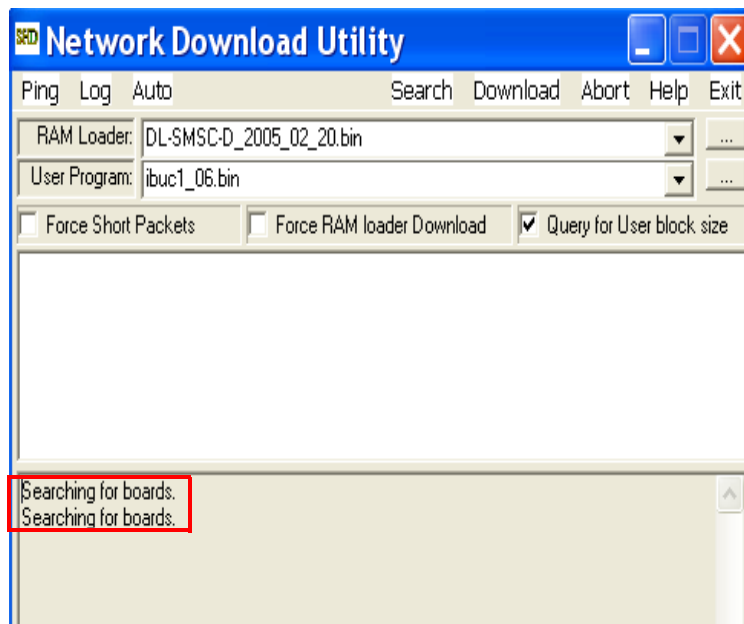 Network Download Utility
Ping Log Auto Search Download Abort Help Exit
RAM Loader: DL-SMSC-D_2005_02_20.bin ...
User Program: ibuc1_06.bin ...
Force Short Packets Force RAM loader Download Query for User block size
Searching for boards.
Searching for boards.